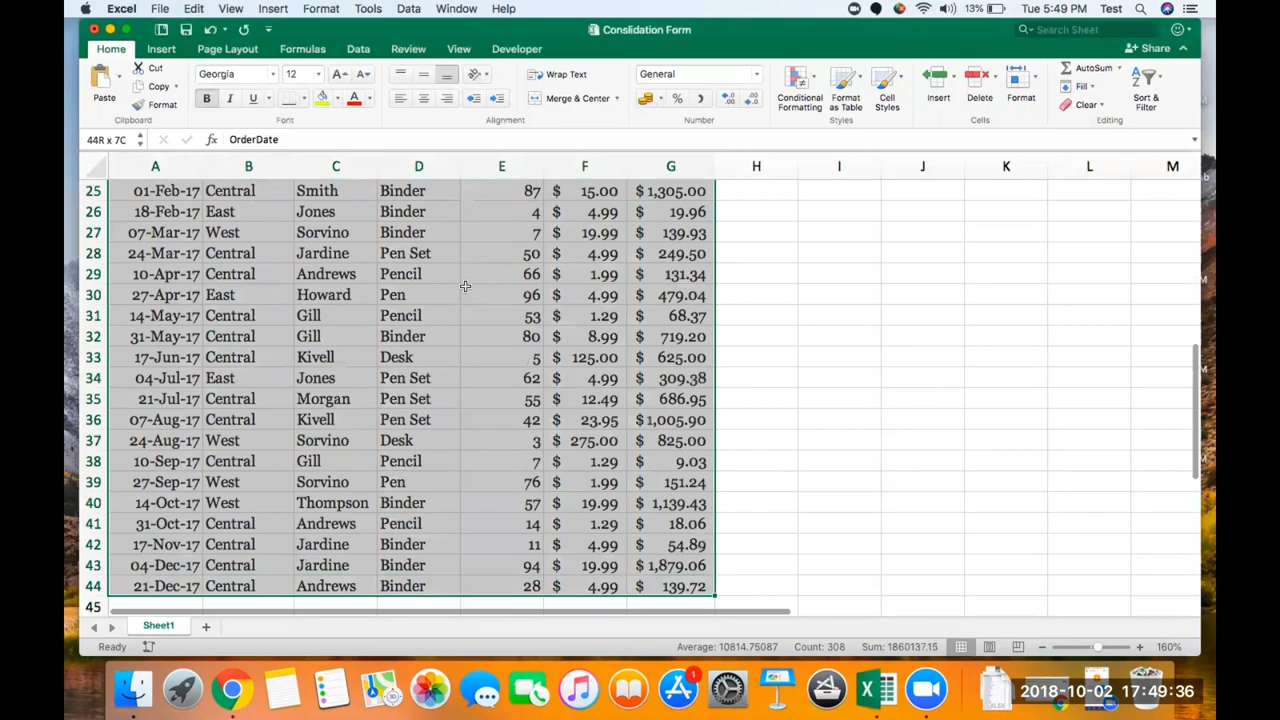 Excel File Edit View Insert Format Tools Data Window Help 13% Tue 5:49 PM Test
Conslidation Form Search Sheet
Home Insert Page Layout Formulas Data Review View Developer Share
Paste Cut Copy Format Georgia 12 Wrap Text General Conditional Formatting Format as Table Cell Styles Insert Delete Format AutoSum Fill Clear Sort & Filter
B I U A Merge & Center %
Clipboard Font Alignment Number Cells Editing
44R x 7C fx OrderDate
A B C D E F G H I J K L M
25 01-Feb-17 Central Smith Binder 87 $ 15.00 $ 1,305.00
26 18-Feb-17 East Jones Binder 4 $ 4.99 $ 19.96
27 07-Mar-17 West Sorvino Binder 7 $ 19.99 $ 139.93
28 24-Mar-17 Central Jardine Pen Set 50 $ 4.99 $ 249.50
29 10-Apr-17 Central Andrews Pencil 66 $ 1.99 $ 131.34
30 27-Apr-17 East Howard Pen 96 $ 4.99 $ 479.04
31 14-May-17 Central Gill Pencil 53 $ 1.29 $ 68.37
32 31-May-17 Central Gill Binder 80 $ 8.99 $ 719.20
33 17-Jun-17 Central Kivell Desk 5 $ 125.00 $ 625.00
34 04-Jul-17 East Jones Pen Set 62 $ 4.99 $ 309.38
35 21-Jul-17 Central Morgan Pen Set 55 $ 12.49 $ 686.95
36 07-Aug-17 Central Kivell Pen Set 42 $ 23.95 $ 1,005.90
37 24-Aug-17 West Sorvino Desk 3 $ 275.00 $ 825.00
38 10-Sep-17 Central Gill Pencil 7 $ 1.29 $ 9.03
39 27-Sep-17 West Sorvino Pen 76 $ 1.99 $ 151.24
40 14-Oct-17 West Thompson Binder 57 $ 19.99 $ 1,139.43
41 31-Oct-17 Central Andrews Pencil 14 $ 1.29 $ 18.06
42 17-Nov-17 Central Jardine Binder 11 $ 4.99 $ 54.89
43 04-Dec-17 Central Jardine Binder 94 $ 19.99 $ 1,879.06
44 21-Dec-17 Central Andrews Binder 28 $ 4.99 $ 139.72
45
Sheet1
Ready Average: 10814.75087 Count: 308 Sum: 1860137.15 160%
2018-10-02 17:49:36